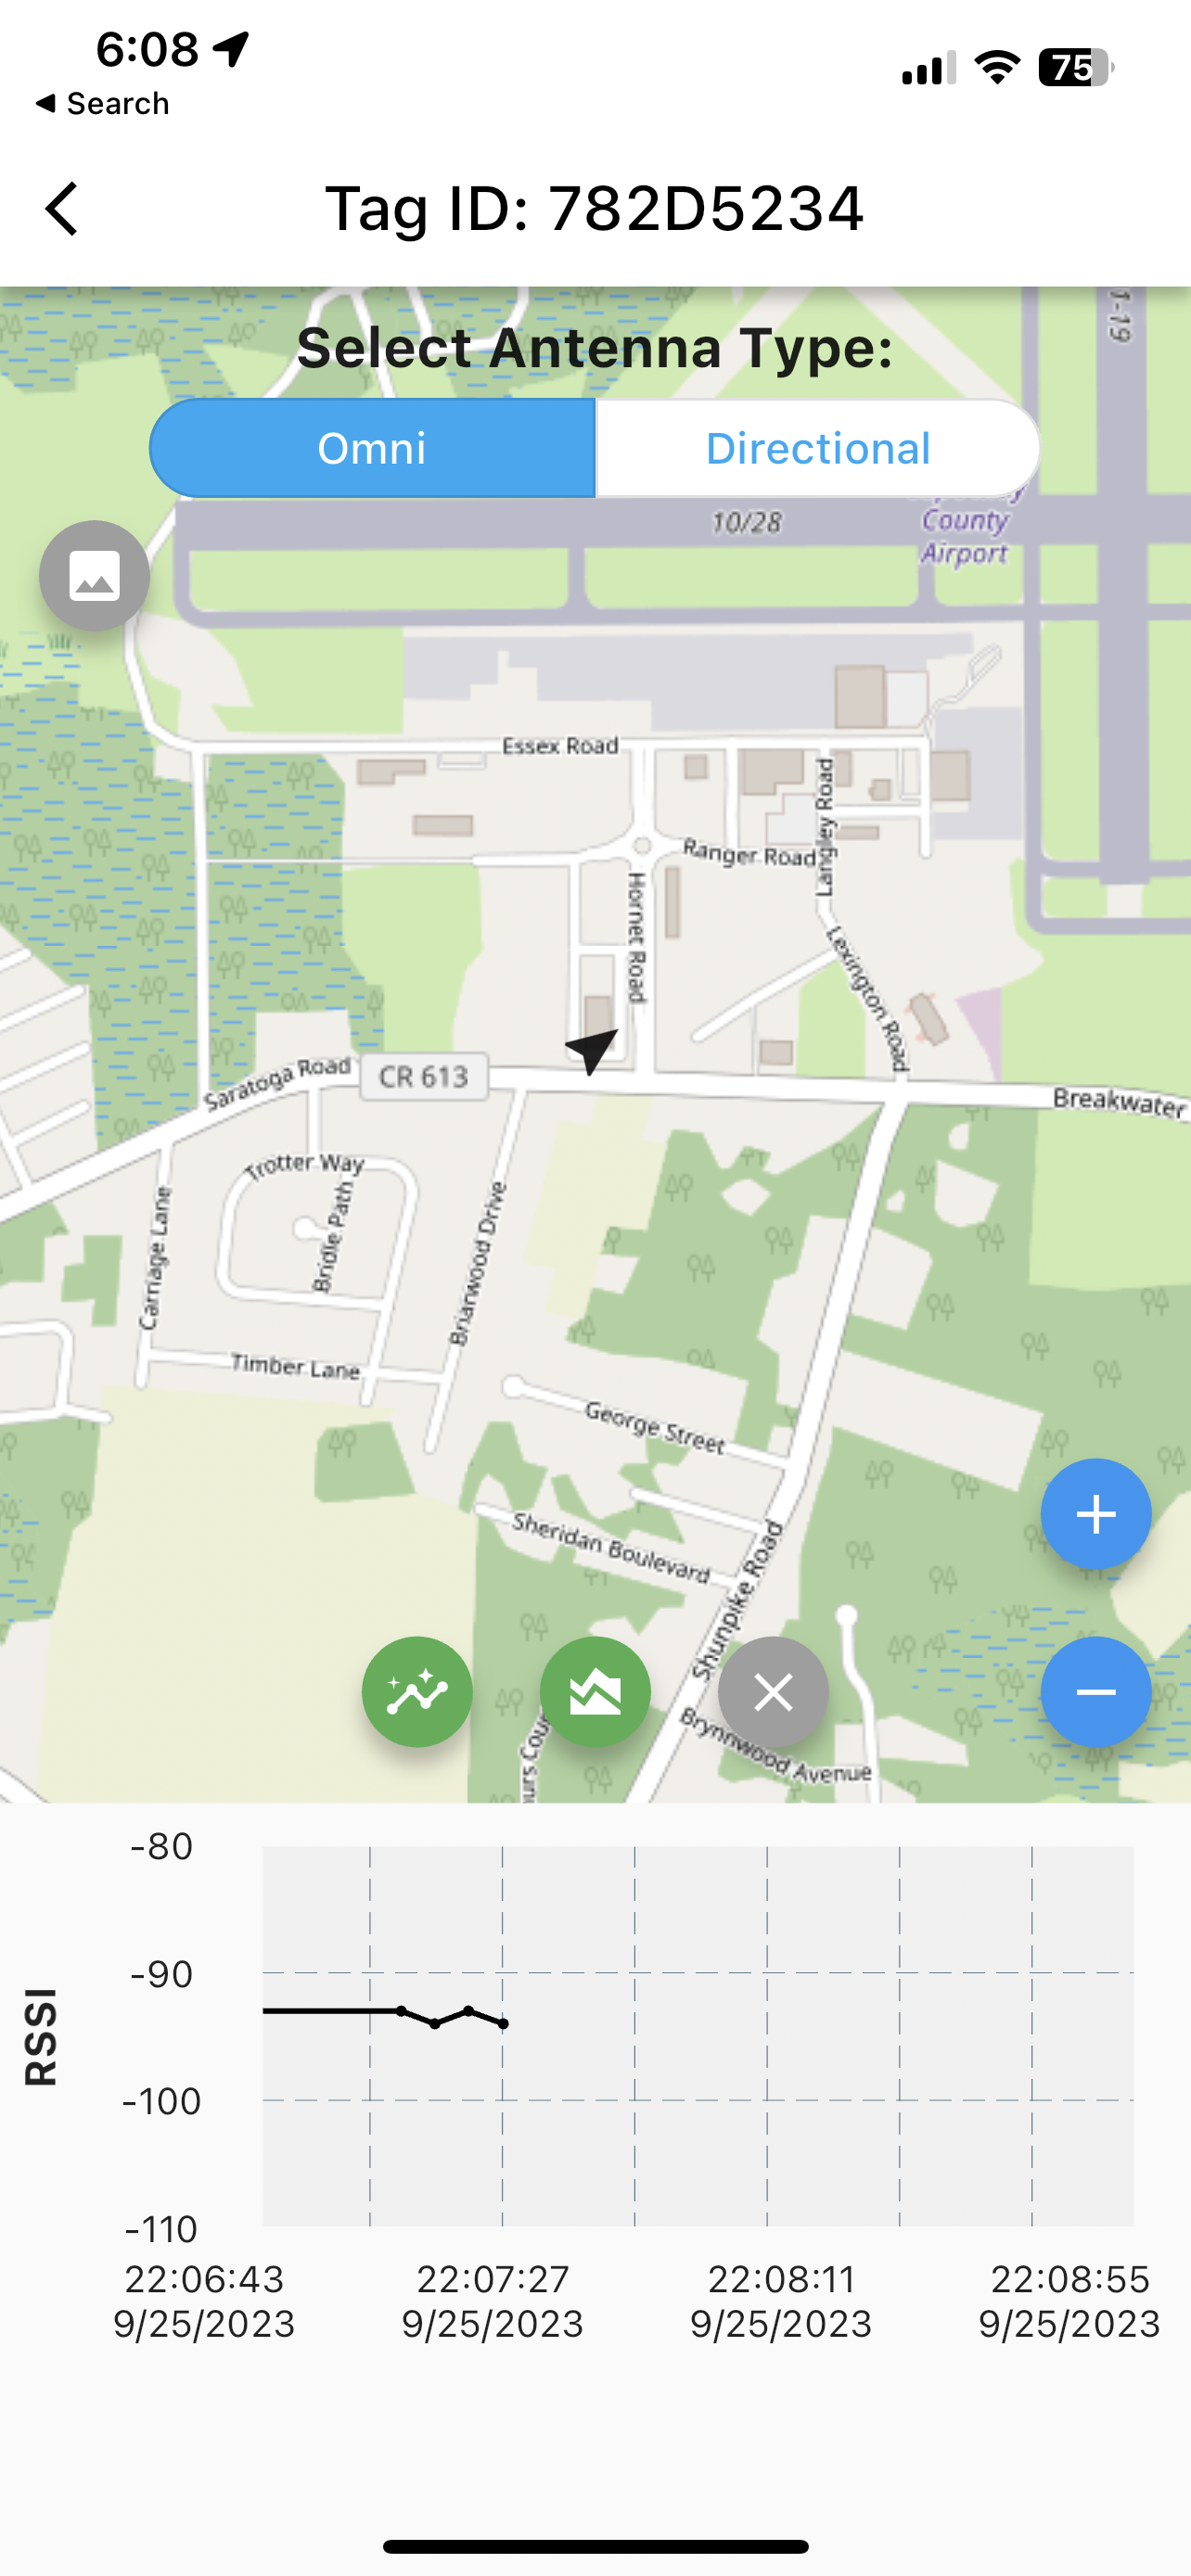 6:08
75
Search
Tag ID: 782D5234
1-19
Select Antenna Type:
Omni
Directional
10/28
County
Airport
Essex Road
Langley Road
Ranger Road
Hornet Road
Lexington Road
Saratoga Road
CR 613
Breakwater
Trotter Way
Bridle Path
Carriage Lane
Briarwood Drive
Timber Lane
George Street
Sheridan Boulevard
Shunpike Road
Brynnwood Avenue
-80
-90
RSSI
-100
-110
22:06:43 22:07:27 22:08:11 22:08:55
9/25/2023 9/25/2023 9/25/2023 9/25/2023